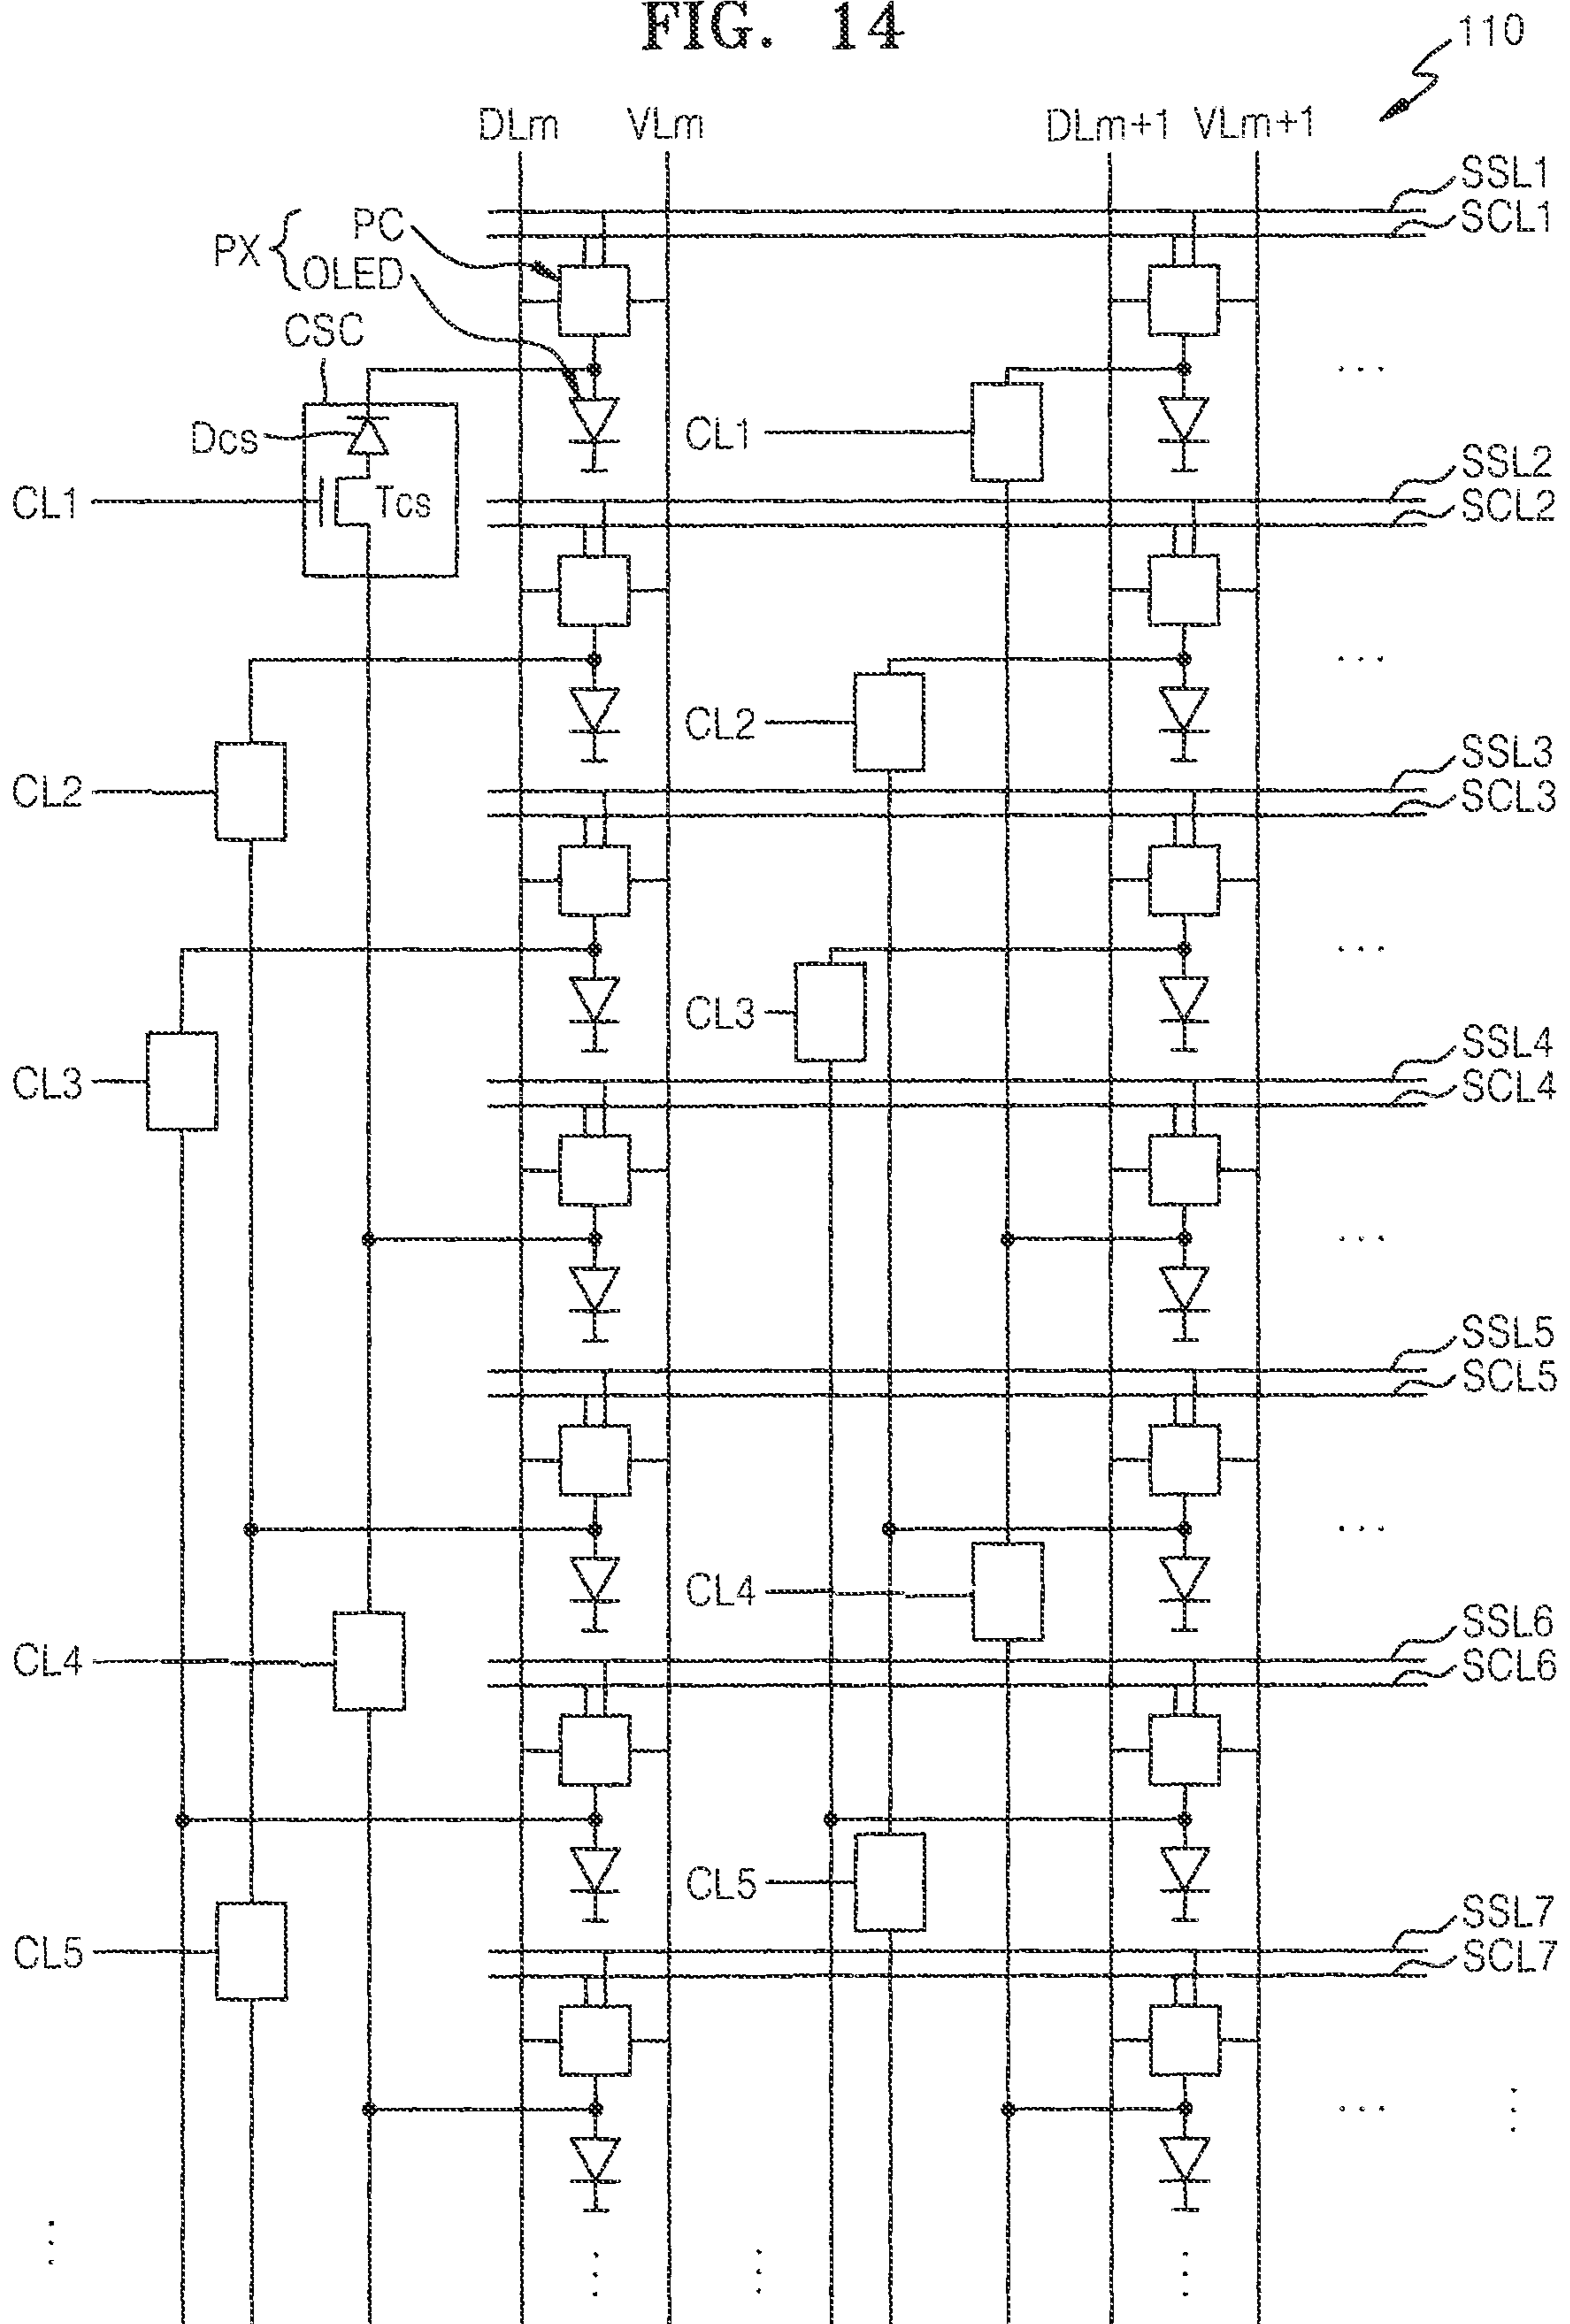 FIG. 14
110
DLm VLm DLm+1 VLm+1
SSL1
SCL1
PX { PC
OLED
CSC
Dcs
CL1
SSL2
CL1 Tcs SCL2
CL2
SSL3
CL2 SCL3
CL3
SSL4
CL3 SCL4
SSL5
SCL5
CL4
SSL6
CL4 SCL6
CL5
SSL7
CL5 SCL7